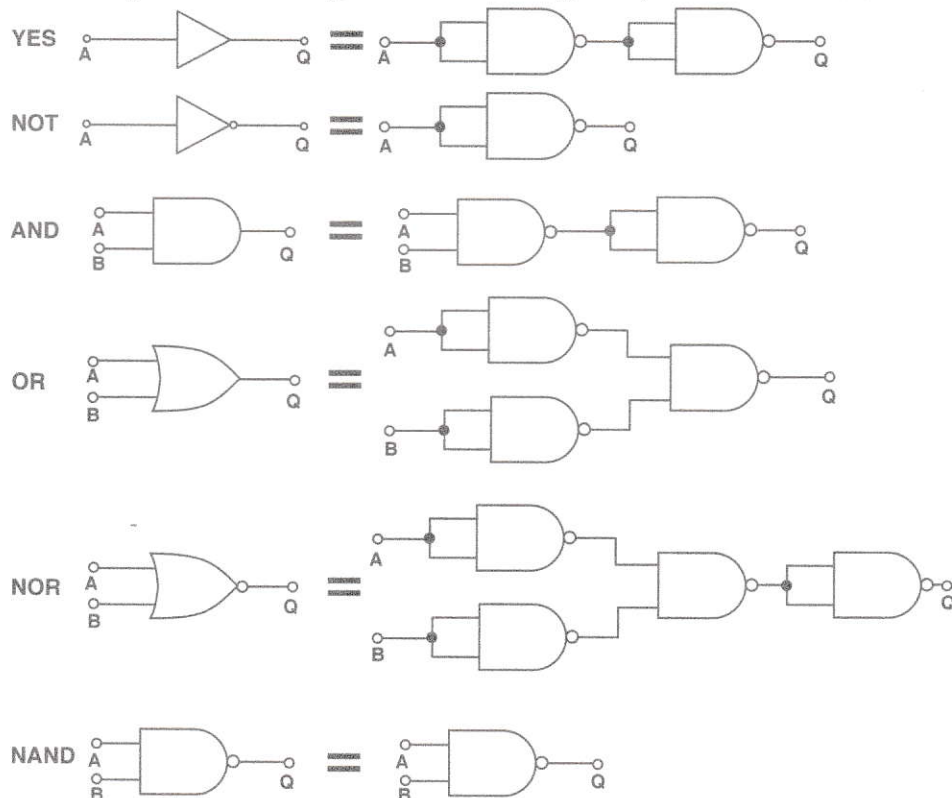 YES A Q = A Q
NOT A Q = A Q
AND A B Q = A B Q
OR A B Q = A B Q
NOR A B Q = A B Q
NAND A B Q = A B Q